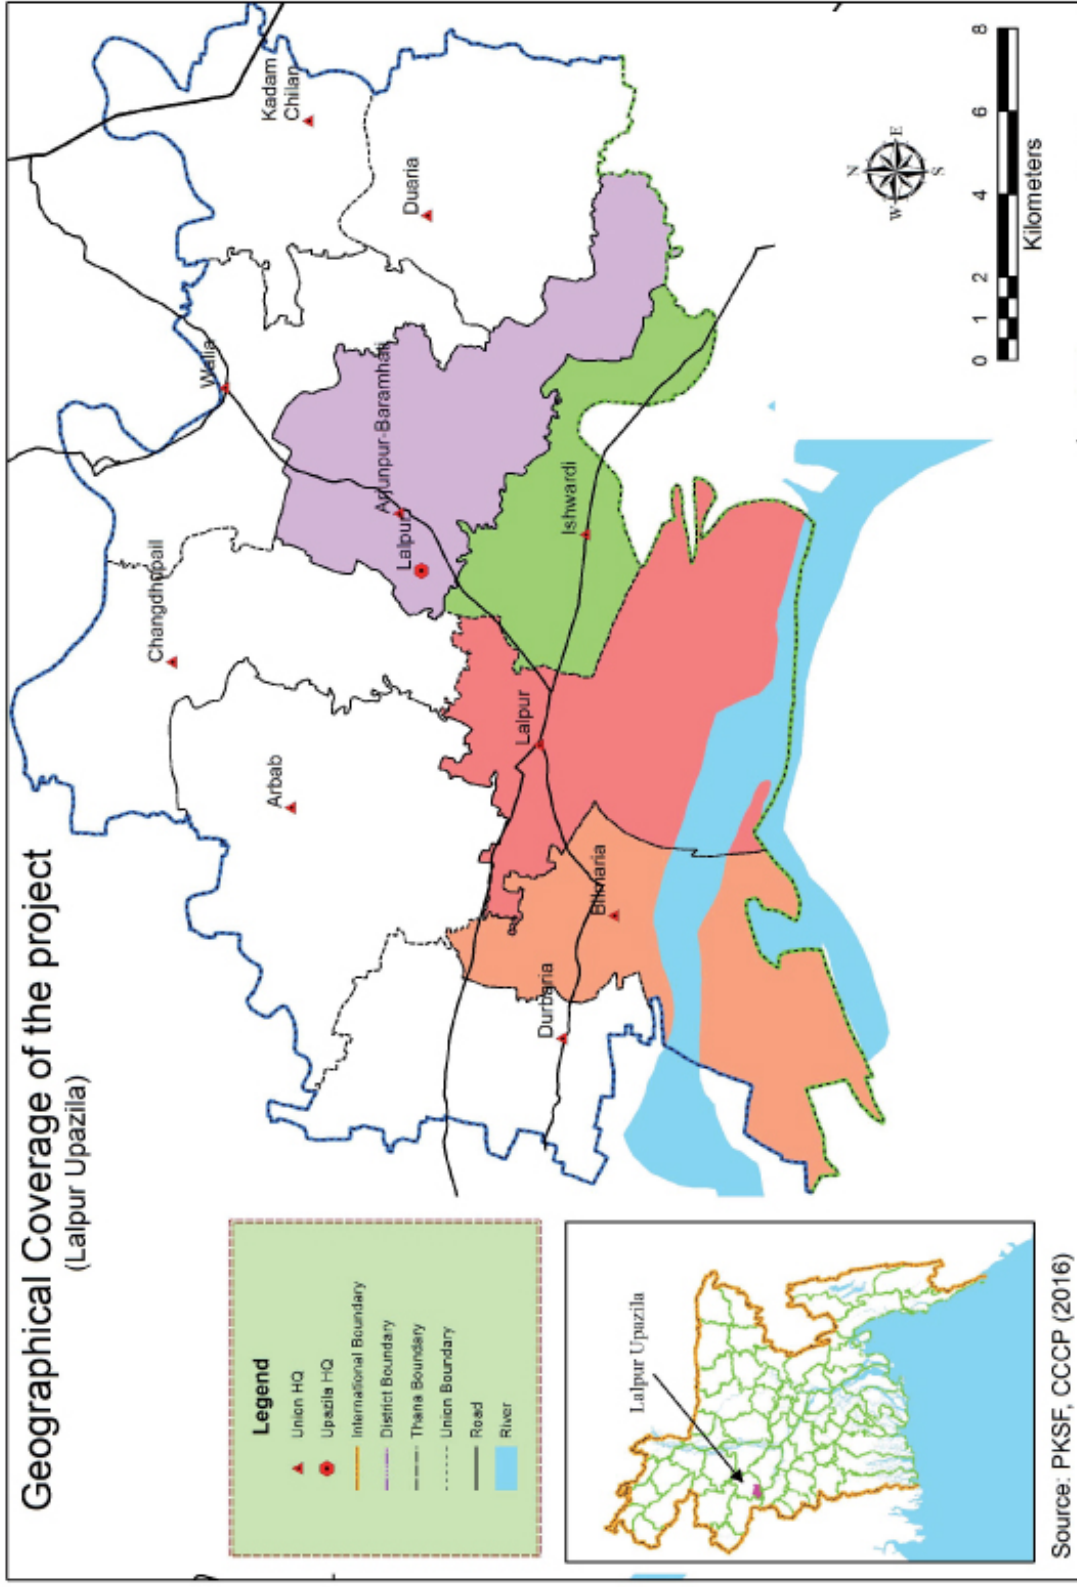 Geographical Coverage of the project
(Lalpur Upazila)
Kadam
Chilan
Duaria
Walia
Arjunpur-Baramhati
Lalpur
Changdhupail
Ishwardi
Arbab
Lalpur
Bilmaria
Durbaria
N
E
S
W
0 1 2 4 6 8
Kilometers
Legend
Union HQ
Upazila HQ
International Boundary
District Boundary
Thana Boundary
Union Boundary
Road
River
Lalpur Upazila
Source: PKSF, CCCP (2016)